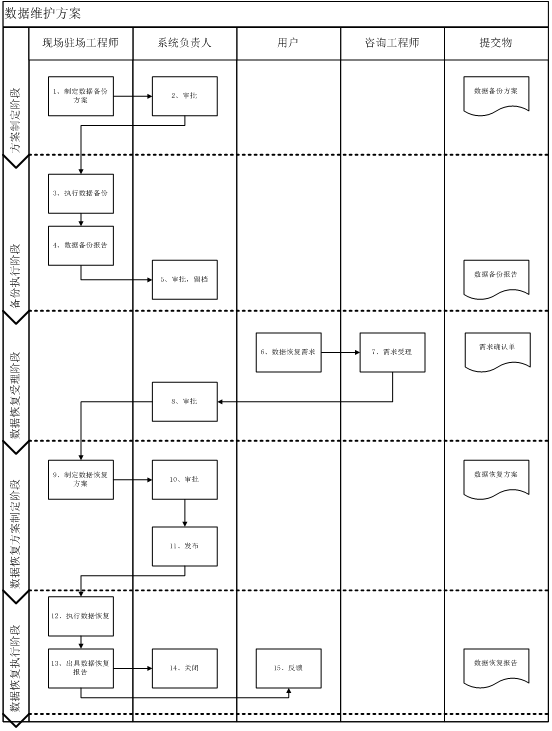 数据维护方案
现场驻场工程师
系统负责人
用户
咨询工程师
提交物
方案制定阶段
1、制定数据备份
方案
2、审批
数据备份方案
备份执行阶段
3、执行数据备份
4、数据备份报告
5、审批，留档
数据备份报告
数据恢复受理阶段
6、数据恢复需求
7、需求受理
需求确认单
8、审批
数据恢复方案制定阶段
9、制定数据恢复
方案
10、审批
数据恢复方案
11、发布
数据恢复执行阶段
12、执行数据恢复
13、出具数据恢复
报告
14、关闭
15、反馈
数据恢复报告